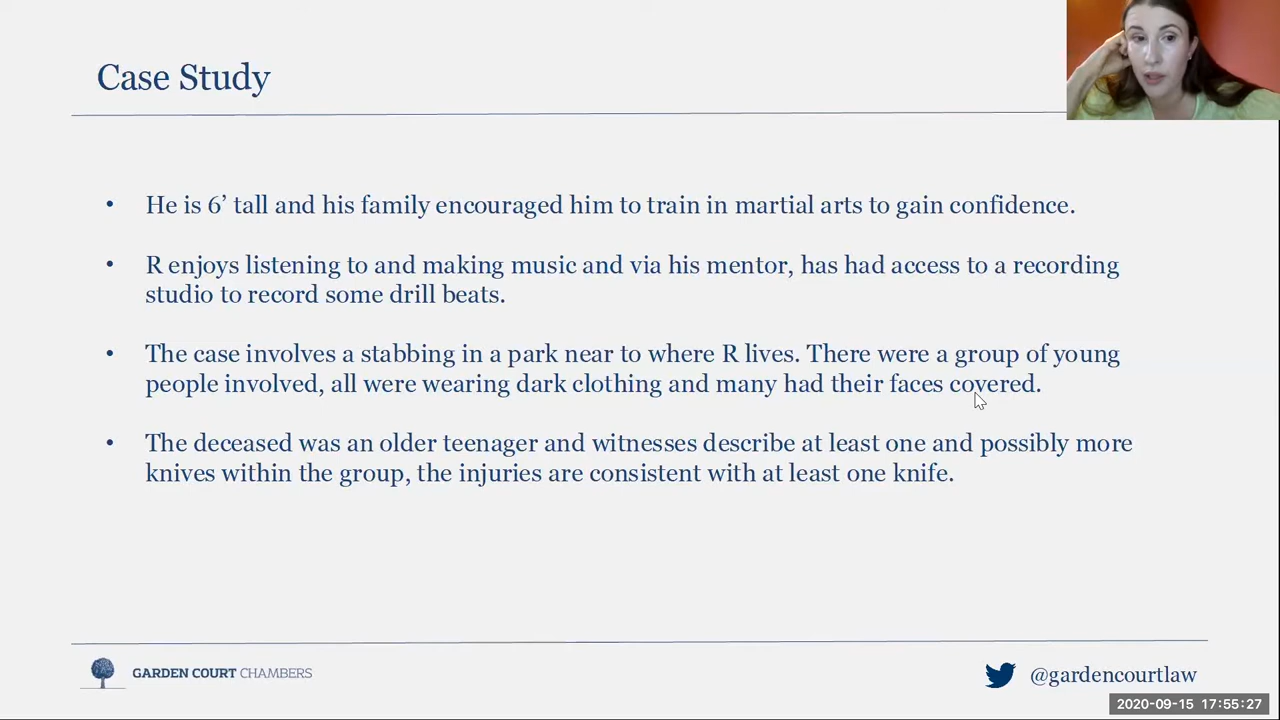 Case Study
• He is 6’ tall and his family encouraged him to train in martial arts to gain confidence.
• R enjoys listening to and making music and via his mentor, has had access to a recording
studio to record some drill beats.
• The case involves a stabbing in a park near to where R lives. There were a group of young
people involved, all were wearing dark clothing and many had their faces covered.
• The deceased was an older teenager and witnesses describe at least one and possibly more
knives within the group, the injuries are consistent with at least one knife.
GARDEN COURT CHAMBERS
@gardencourtlaw
2020-09-15 17:55:27